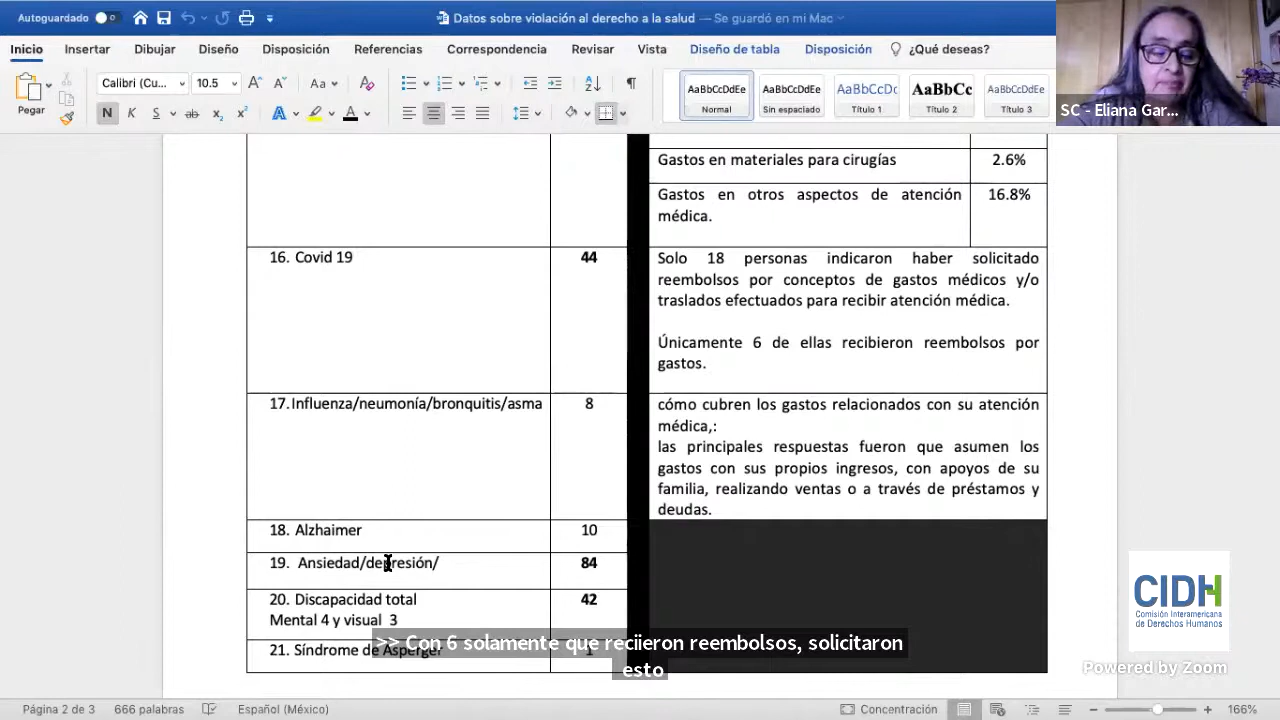 Autoguardado
Datos sobre violación al derecho a la salud — Se guardó en mi Mac
Inicio Insertar Dibujar Diseño Disposición Referencias Correspondencia Revisar Vista Diseño de tabla Disposición ¿Qué deseas?
Pegar
Calibri (Cu... 10.5
N K S ab x₂ x²
AaBbCcDdEe AaBbCcDdEe AaBbCcDc AaBbCc AaBbCcDdEe
Normal Sin espaciado Título 1 Título 2 Título 3
SC - Eliana Gar...
Gastos en materiales para cirugías 2.6%
Gastos en otros aspectos de atención 16.8%
médica.
16. Covid 19 44
Solo 18 personas indicaron haber solicitado
reembolsos por conceptos de gastos médicos y/o
traslados efectuados para recibir atención médica.
Únicamente 6 de ellas recibieron reembolsos por
gastos.
17.Influenza/neumonía/bronquitis/asma 8
cómo cubren los gastos relacionados con su atención
médica,:
las principales respuestas fueron que asumen los
gastos con sus propios ingresos, con apoyos de su
familia, realizando ventas o a través de préstamos y
deudas.
18. Alzhaimer 10
19. Ansiedad/depresión/ 84
20. Discapacidad total 42
Mental 4 y visual 3
21. Síndrome de Asperger 1
>> Con 6 solamente que reciieron reembolsos, solicitaron
esto
CIDH
Comisión Interamericana
de Derechos Humanos
Powered by Zoom
Página 2 de 3 666 palabras Español (México) Concentración 166%